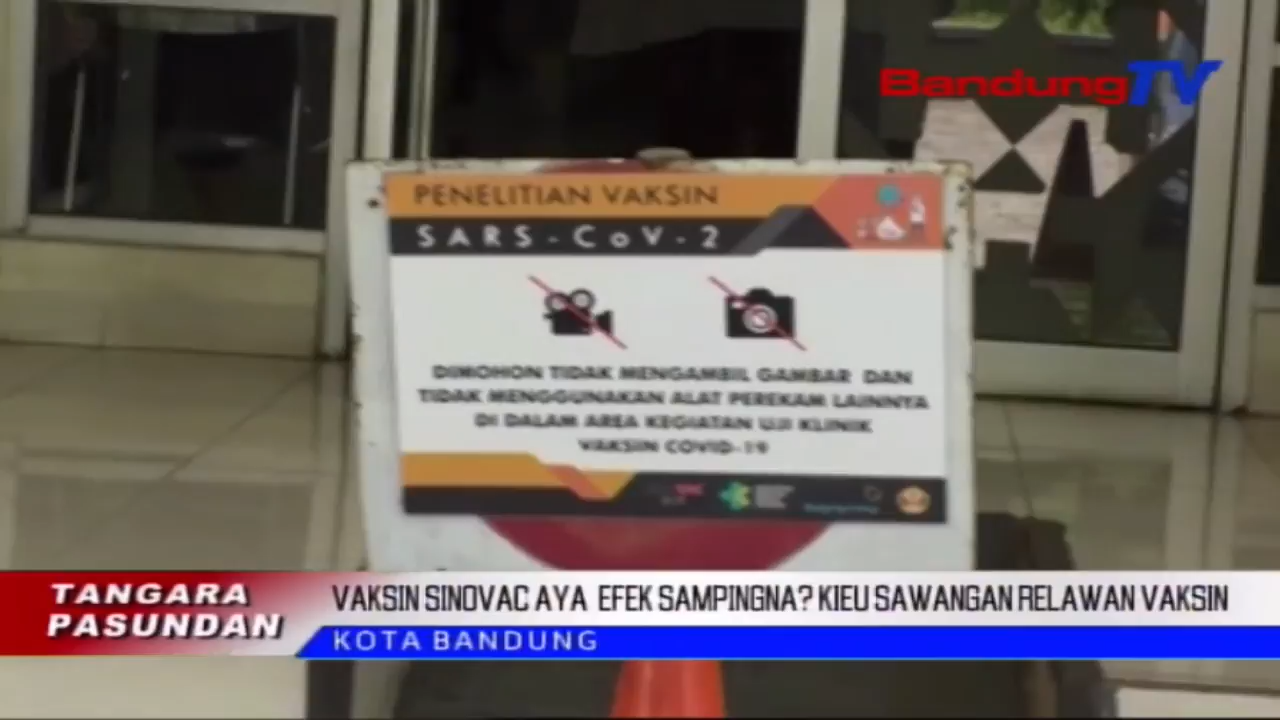 BandungTV
PENELITIAN VAKSIN
SARS-CoV-2
DIMOHON TIDAK MENGAMBIL GAMBAR DAN
TIDAK MENGGUNAKAN ALAT PEREKAM LAINNYA
DI DALAM AREA KEGIATAN UJI KLINIK
VAKSIN COVID-19
TANGARA
PASUNDAN
VAKSIN SINOVAC AYA EFEK SAMPINGNA? KIEU SAWANGAN RELAWAN VAKSIN
KOTA BANDUNG